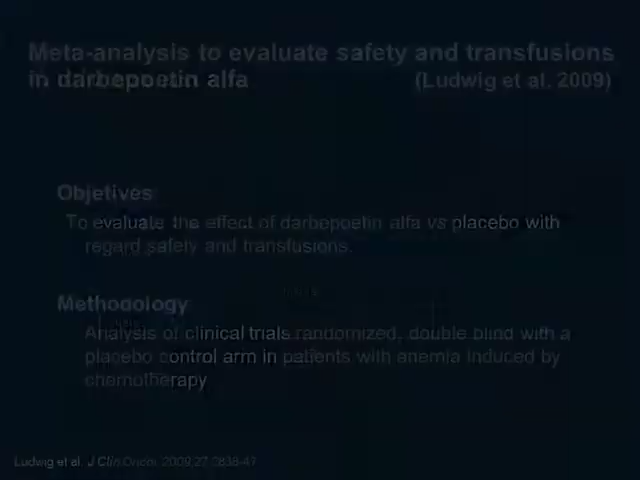 Meta-analysis to evaluate safety and transfusions
in darbepoetin alfa (Ludwig et al. 2009)
Objetives
To evaluate the effect of darbepoetin alfa vs placebo with
regard safety and transfusions.
Methodology
Analysis of clinical trials randomized, double blind with a
placebo control arm in patients with anemia induced by
chemotherapy
Ludwig et al. J Clin Oncol. 2009;27:2838-47